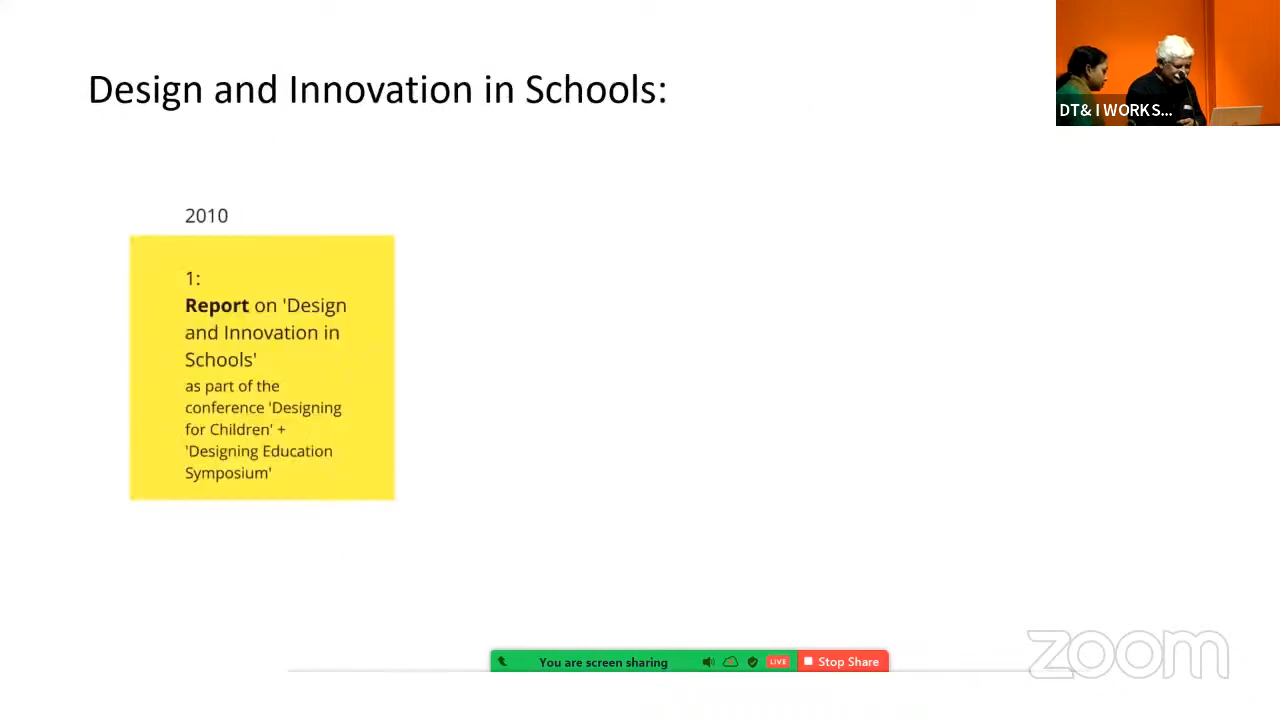 Design and Innovation in Schools:
DT& I WORKS...
2010
1:
Report on 'Design
and Innovation in
Schools'
as part of the
conference 'Designing
for Children' +
'Designing Education
Symposium'
You are screen sharing
LIVE
Stop Share
zoom